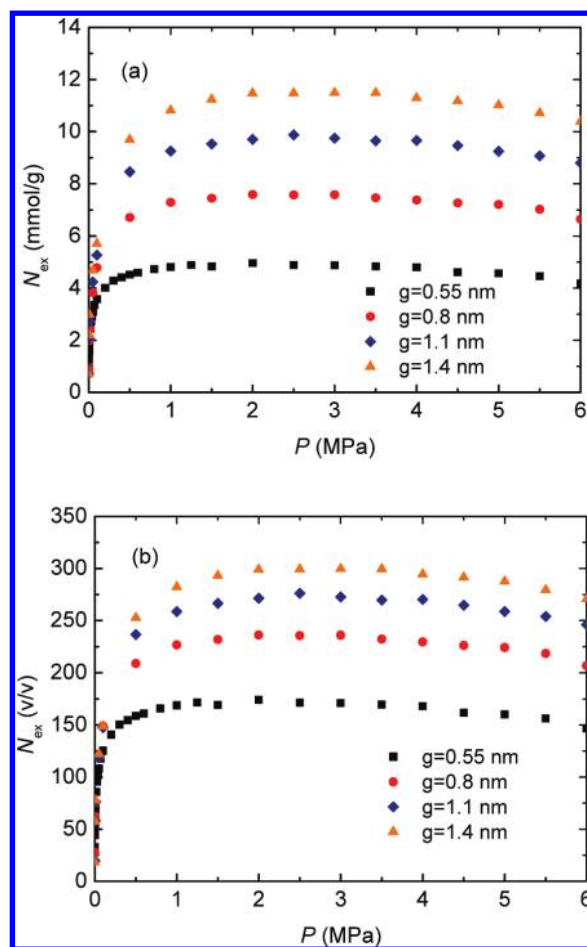 14
12
10
8
6
4
2
0
(a)
N_ex (mmol/g)
g=0.55 nm
g=0.8 nm
g=1.1 nm
g=1.4 nm
0 1 2 3 4 5 6
P (MPa)
350
300
250
200
150
100
50
0
(b)
N_ex (v/v)
g=0.55 nm
g=0.8 nm
g=1.1 nm
g=1.4 nm
0 1 2 3 4 5 6
P (MPa)